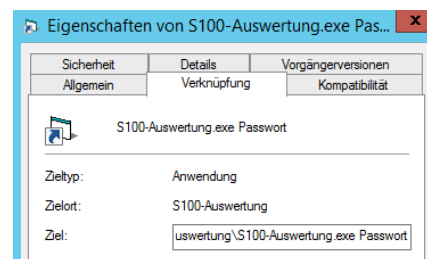 Eigenschaften von S100-Auswertung.exe Pas... x
Sicherheit Details Vorgängerversionen
Allgemein Verknüpfung Kompatibilität
S100-Auswertung.exe Passwort
Zieltyp: Anwendung
Zielort: S100-Auswertung
Ziel: uswertung\S100-Auswertung.exe Passwort